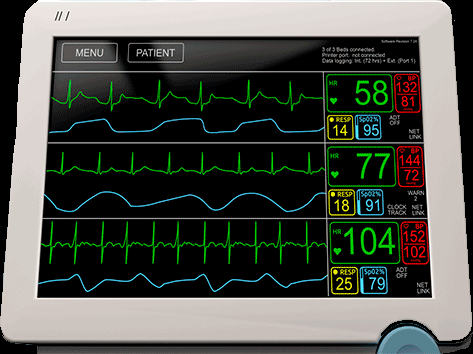 Software Revision 7.04
MENU
PATIENT
3 of 3 Beds connected.
Printer port: not connected
Data logging: Int. (72 hrs) + Ext. (Port 1)
HR
58
BP
132
81
RESP
14
SpO2%
95
ADT
OFF
NET
LINK
HR
77
BP
144
72
RESP
18
SpO2%
91
WARN
2
CLOCK
TRACK
NET
LINK
HR
104
BP
152
102
RESP
25
SpO2%
79
ADT
OFF
NET
LINK